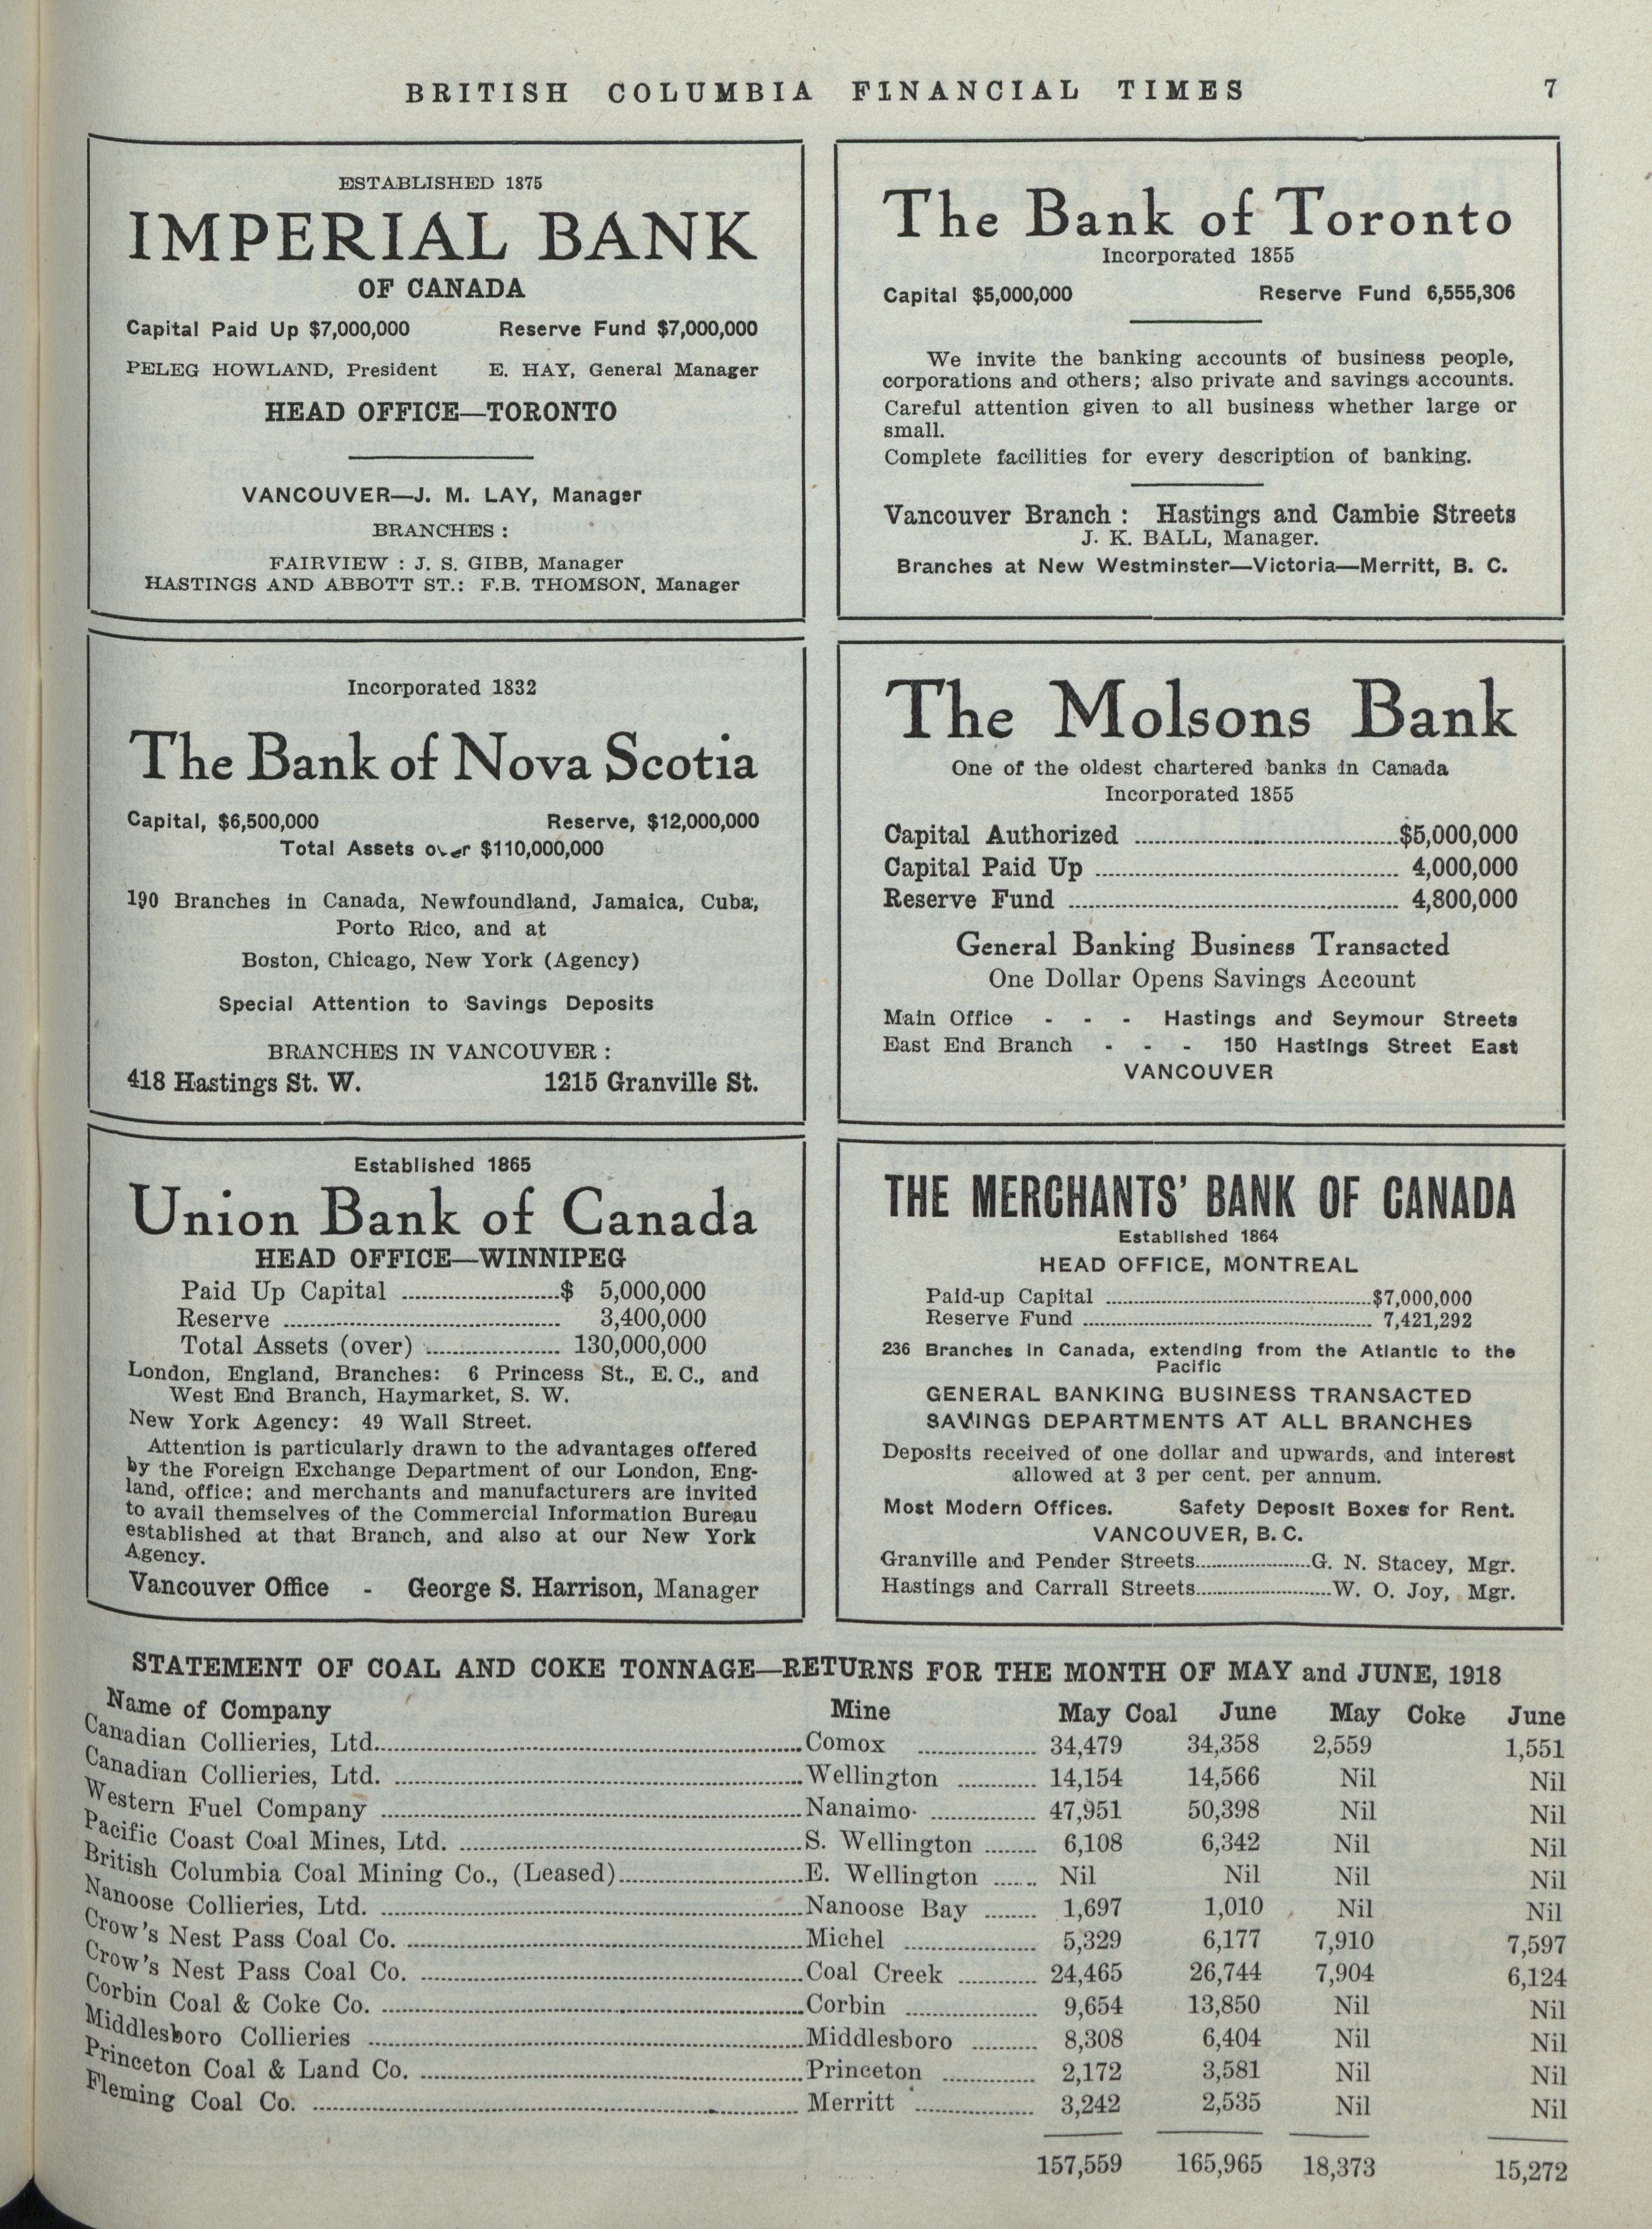 BRITISH COLUMBIA FINANCIAL TIMES 7
ESTABLISHED 1875
IMPERIAL BANK
OF CANADA
Capital Paid Up $7,000,000 Reserve Fund $7,000,000
PELEG HOWLAND, President E. HAY, General Manager
HEAD OFFICE—TORONTO
VANCOUVER—J. M. LAY, Manager
BRANCHES :
FAIRVIEW : J. S. GIBB, Manager
HASTINGS AND ABBOTT ST.: F.B. THOMSON, Manager
The Bank of Toronto
Incorporated 1855
Capital $5,000,000 Reserve Fund 6,555,306
We invite the banking accounts of business people,
corporations and others; also private and savings accounts.
Careful attention given to all business whether large or
small.
Complete facilities for every description of banking.
Vancouver Branch : Hastings and Cambie Streets
J. K. BALL, Manager.
Branches at New Westminster—Victoria—Merritt, B. C.
Incorporated 1832
The Bank of Nova Scotia
Capital, $6,500,000 Reserve, $12,000,000
Total Assets over $110,000,000
190 Branches in Canada, Newfoundland, Jamaica, Cuba,
Porto Rico, and at
Boston, Chicago, New York (Agency)
Special Attention to Savings Deposits
BRANCHES IN VANCOUVER :
418 Hastings St. W. 1215 Granville St.
The Molsons Bank
One of the oldest chartered banks in Canada
Incorporated 1855
Capital Authorized ........ $5,000,000
Capital Paid Up ........ 4,000,000
Reserve Fund ........ 4,800,000
General Banking Business Transacted
One Dollar Opens Savings Account
Main Office - - - Hastings and Seymour Streets
East End Branch - - - 150 Hastings Street East
VANCOUVER
Established 1865
Union Bank of Canada
HEAD OFFICE—WINNIPEG
Paid Up Capital ........ $ 5,000,000
Reserve ........ 3,400,000
Total Assets (over) ........ 130,000,000
London, England, Branches: 6 Princess St., E. C., and
West End Branch, Haymarket, S. W.
New York Agency: 49 Wall Street.
Attention is particularly drawn to the advantages offered
by the Foreign Exchange Department of our London, Eng-
land, office; and merchants and manufacturers are invited
to avail themselves of the Commercial Information Bureau
established at that Branch, and also at our New York
Agency.
Vancouver Office - George S. Harrison, Manager
THE MERCHANTS' BANK OF CANADA
Established 1864
HEAD OFFICE, MONTREAL
Paid-up Capital ........ $7,000,000
Reserve Fund ........ 7,421,292
236 Branches in Canada, extending from the Atlantic to the
Pacific
GENERAL BANKING BUSINESS TRANSACTED
SAVINGS DEPARTMENTS AT ALL BRANCHES
Deposits received of one dollar and upwards, and interest
allowed at 3 per cent. per annum.
Most Modern Offices. Safety Deposit Boxes for Rent.
VANCOUVER, B. C.
Granville and Pender Streets........G. N. Stacey, Mgr.
Hastings and Carrall Streets........W. O. Joy, Mgr.
STATEMENT OF COAL AND COKE TONNAGE—RETURNS FOR THE MONTH OF MAY and JUNE, 1918
Name of Company Mine May Coal June May Coke June
Canadian Collieries, Ltd. ........ Comox ........ 34,479 34,358 2,559 1,551
Canadian Collieries, Ltd. ........ Wellington ........ 14,154 14,566 Nil Nil
Western Fuel Company ........ Nanaimo ........ 47,951 50,398 Nil Nil
Pacific Coast Coal Mines, Ltd. ........ S. Wellington ........ 6,108 6,342 Nil Nil
British Columbia Coal Mining Co., (Leased) ........ E. Wellington ...... Nil Nil Nil Nil
Nanoose Collieries, Ltd. ........ Nanoose Bay ........ 1,697 1,010 Nil Nil
Crow's Nest Pass Coal Co. ........ Michel ........ 5,329 6,177 7,910 7,597
Crow's Nest Pass Coal Co. ........ Coal Creek ........ 24,465 26,744 7,904 6,124
Corbin Coal & Coke Co. ........ Corbin ........ 9,654 13,850 Nil Nil
Middlesboro Collieries ........ Middlesboro ........ 8,308 6,404 Nil Nil
Princeton Coal & Land Co. ........ Princeton ........ 2,172 3,581 Nil Nil
Fleming Coal Co. ........ Merritt ........ 3,242 2,535 Nil Nil
157,559 165,965 18,373 15,272